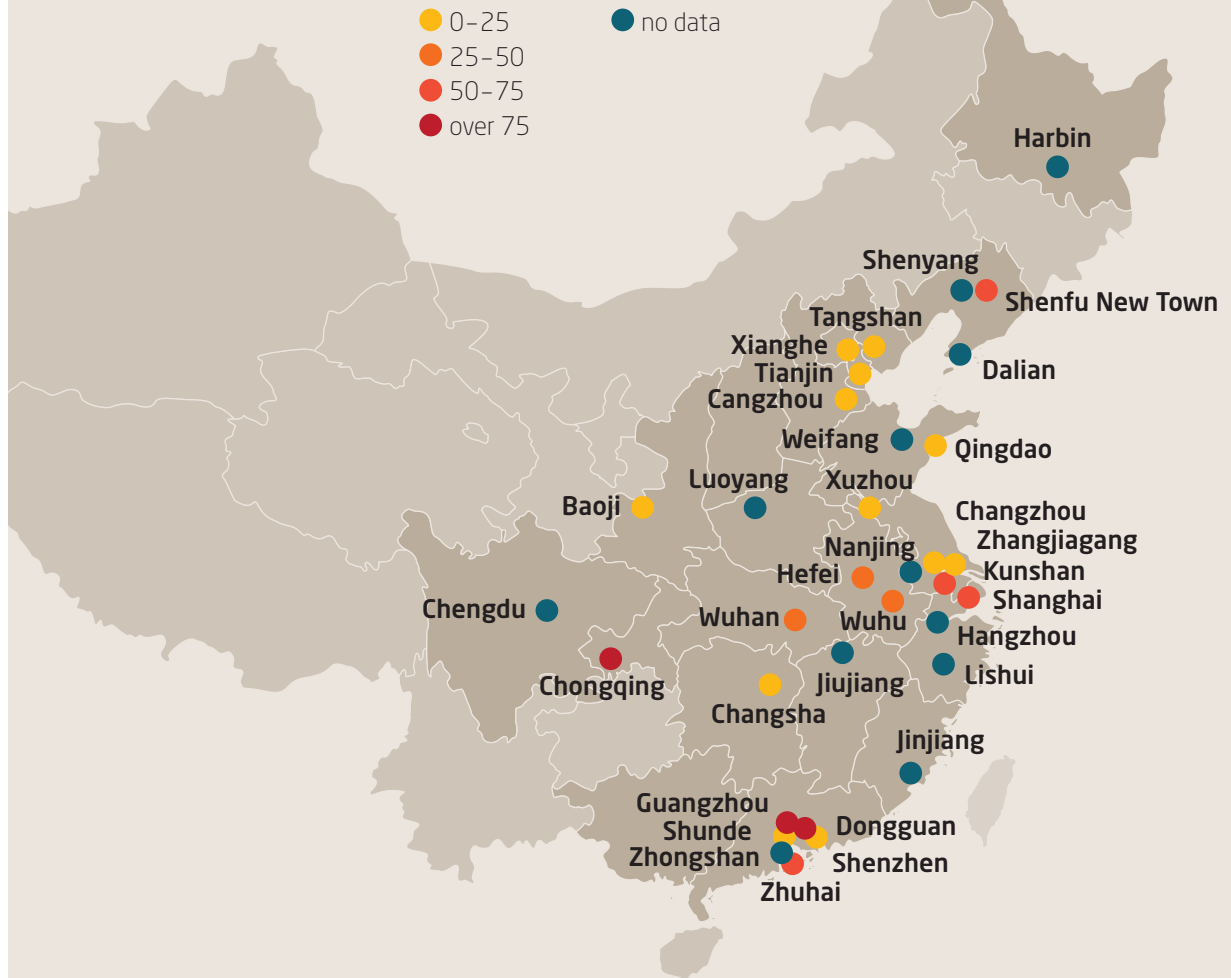 0–25
no data
25–50
50–75
over 75
Harbin
Shenyang
Shenfu New Town
Tangshan
Xianghe
Tianjin
Dalian
Cangzhou
Weifang
Qingdao
Luoyang
Xuzhou
Baoji
Changzhou
Zhangjiagang
Nanjing
Kunshan
Hefei
Shanghai
Chengdu
Wuhan
Wuhu
Hangzhou
Lishui
Chongqing
Jiujiang
Changsha
Jinjiang
Guangzhou
Dongguan
Shunde
Zhongshan
Shenzhen
Zhuhai